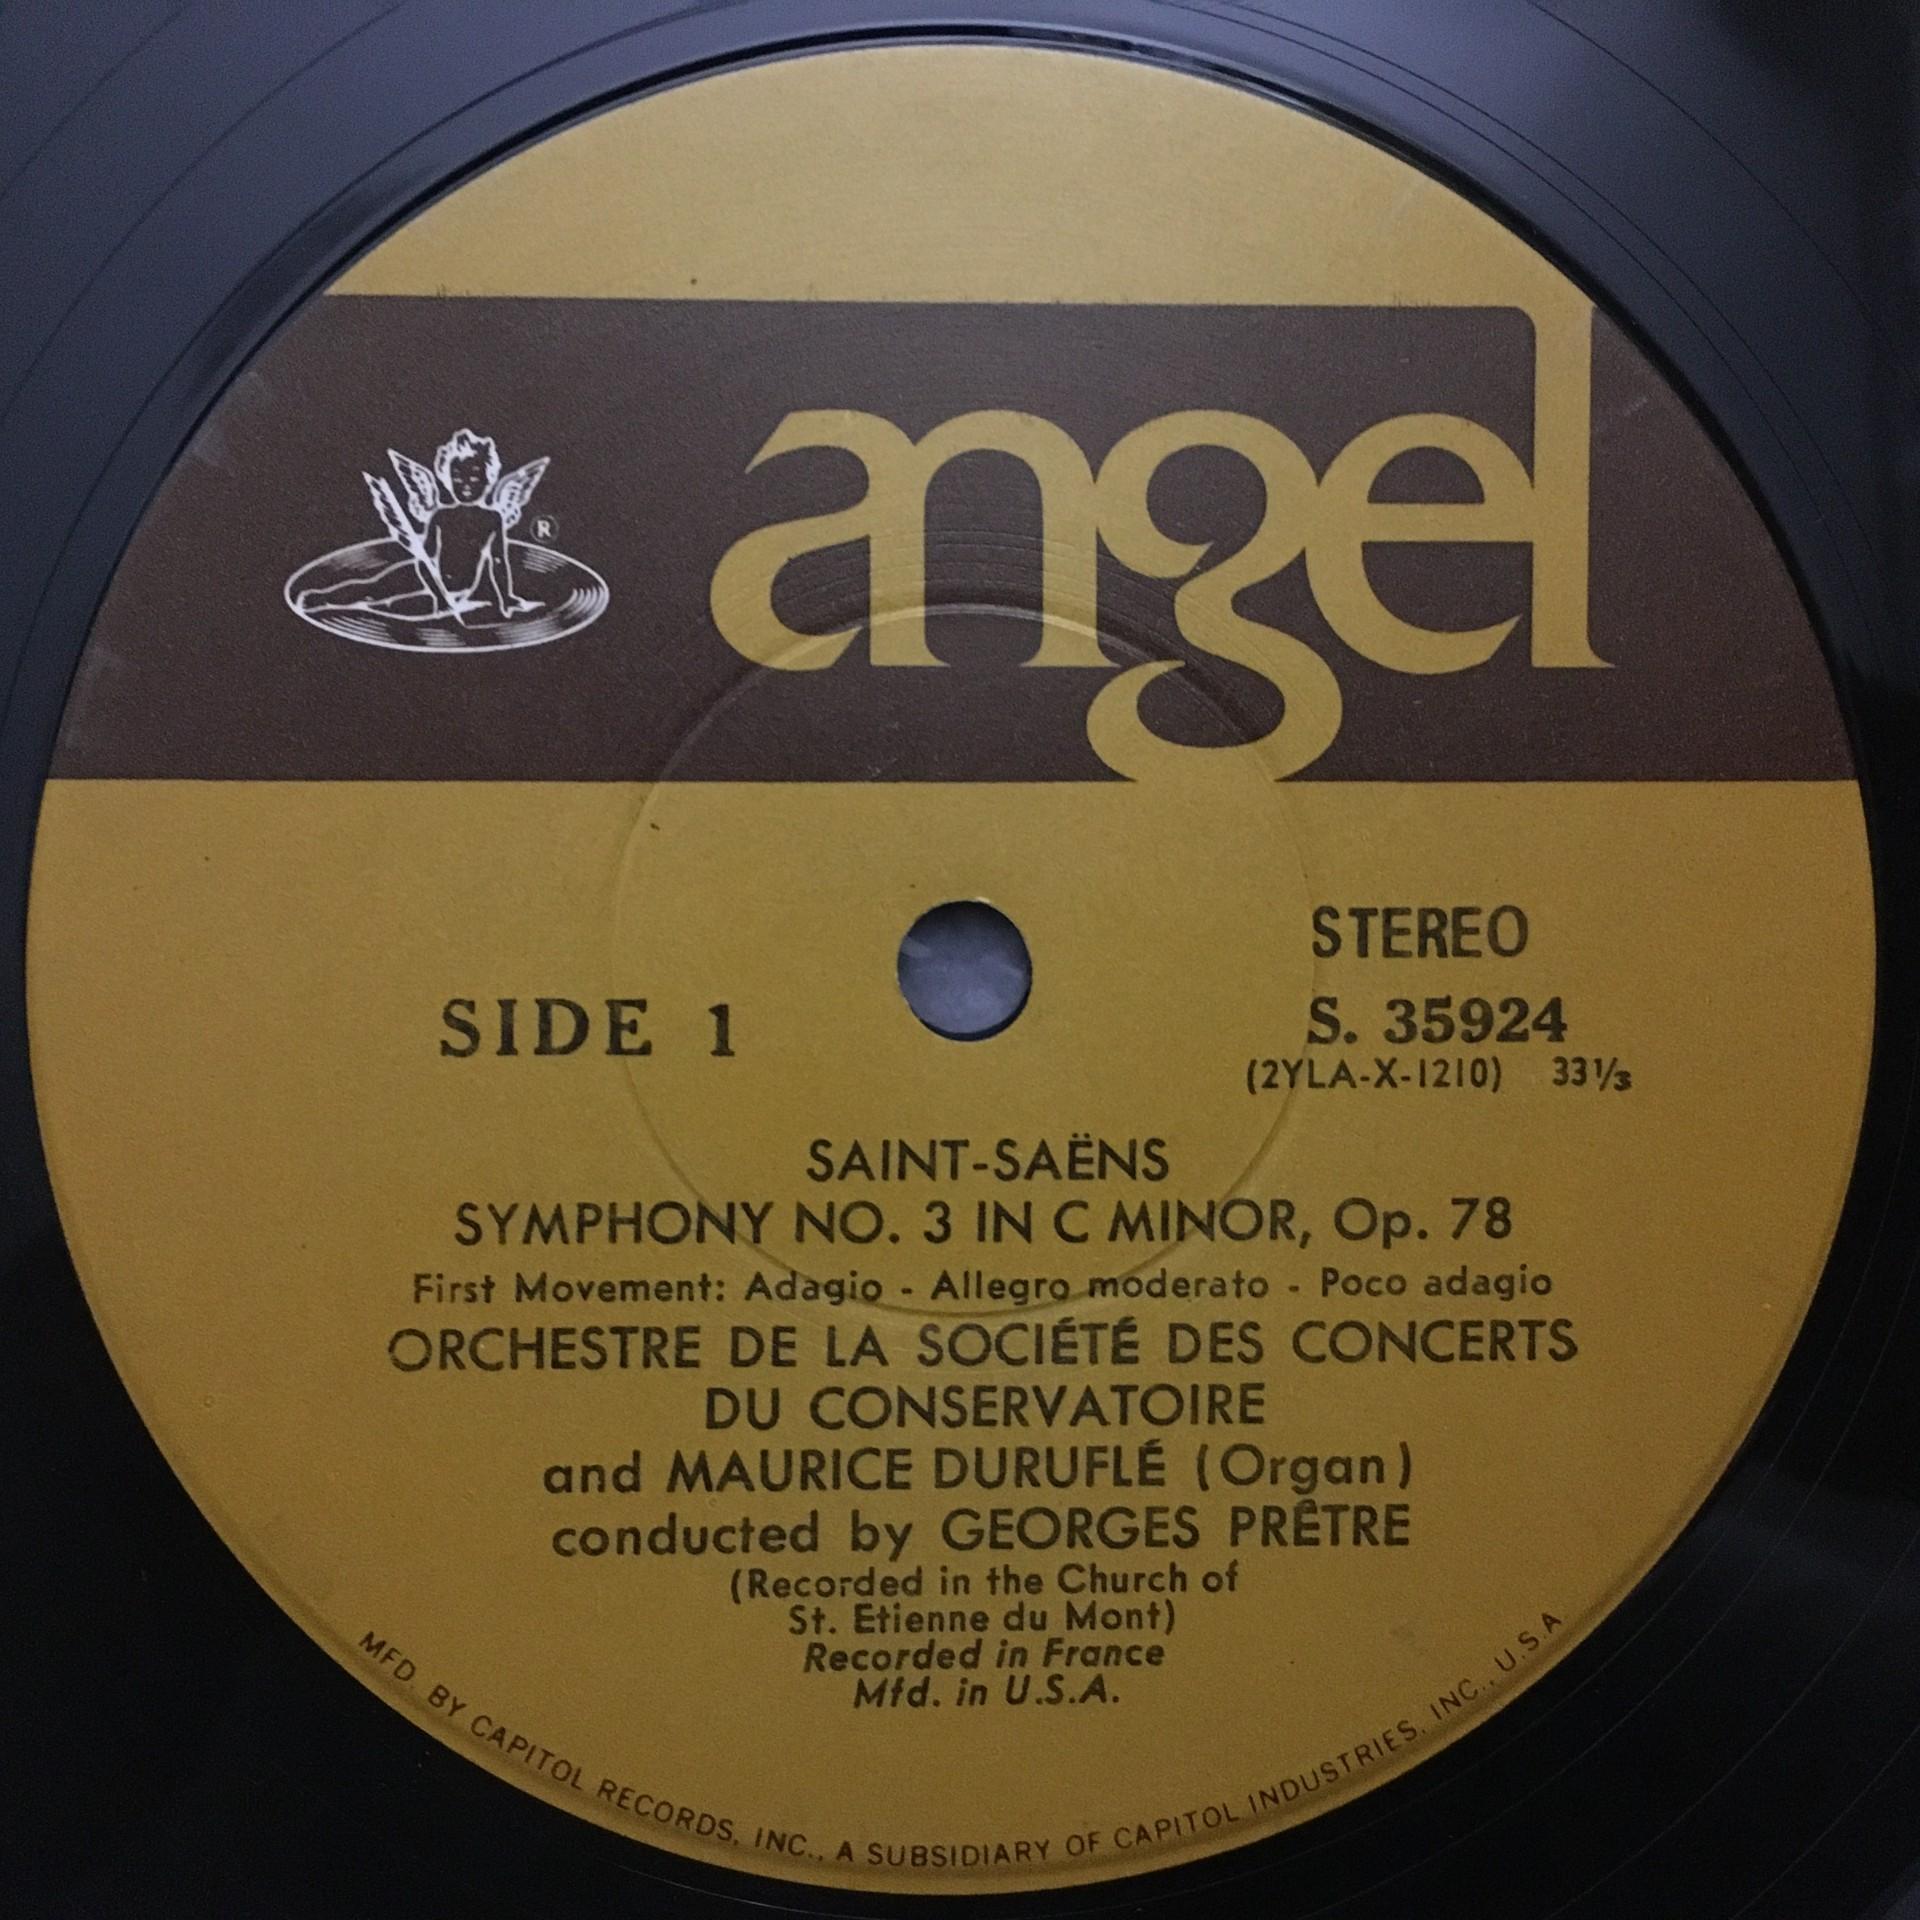 angel
®
STEREO
SIDE 1
S. 35924
(2YLA-X-1210) 33⅓
SAINT-SAËNS
SYMPHONY NO. 3 IN C MINOR, Op. 78
First Movement: Adagio - Allegro moderato - Poco adagio
ORCHESTRE DE LA SOCIÉTÉ DES CONCERTS
DU CONSERVATOIRE
and MAURICE DURUFLÉ (Organ)
conducted by GEORGES PRÊTRE
(Recorded in the Church of
St. Etienne du Mont)
Recorded in France
Mfd. in U.S.A.
MFD. BY CAPITOL RECORDS, INC., A SUBSIDIARY OF CAPITOL INDUSTRIES, INC., U.S.A